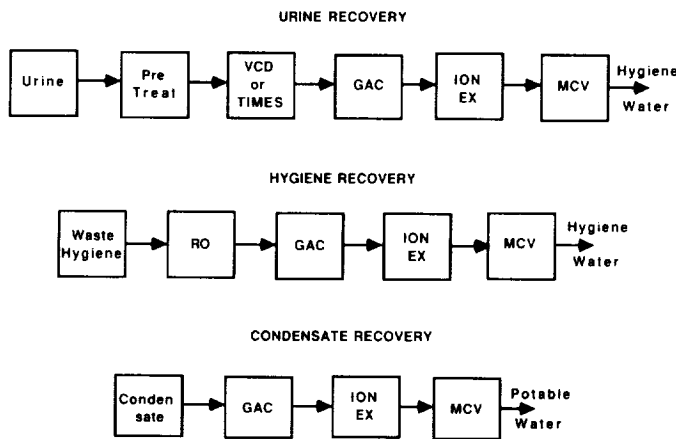 URINE RECOVERY
Urine
Pre
Treat
VCD
or
TIMES
GAC
ION
EX
MCV
Hygiene
Water
HYGIENE RECOVERY
Waste
Hygiene
RO
GAC
ION
EX
MCV
Hygiene
Water
CONDENSATE RECOVERY
Conden
sate
GAC
ION
EX
MCV
Potable
Water